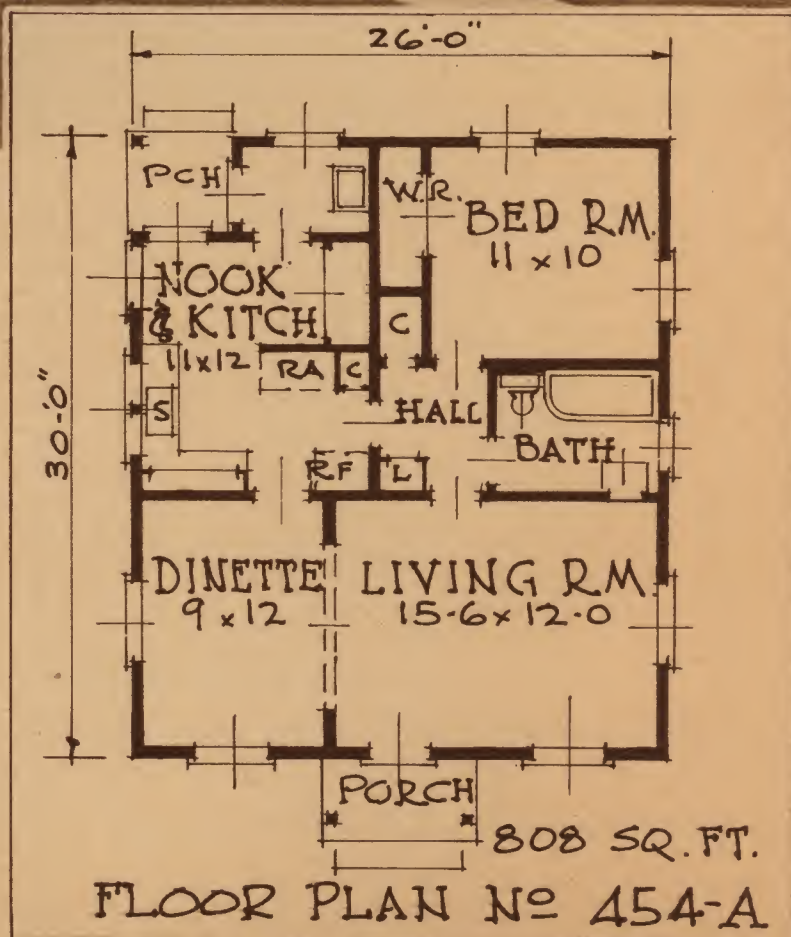 26'-0"
PCH
W.R.
BED RM.
11 x 10
NOOK
& KITCH.
11x12
C
RA
C
30'-0"
S
HALL
BATH
RF
L
DINETTE
9 x 12
LIVING RM.
15-6 x 12-0
PORCH
808 SQ. FT.
FLOOR PLAN Nº 454-A